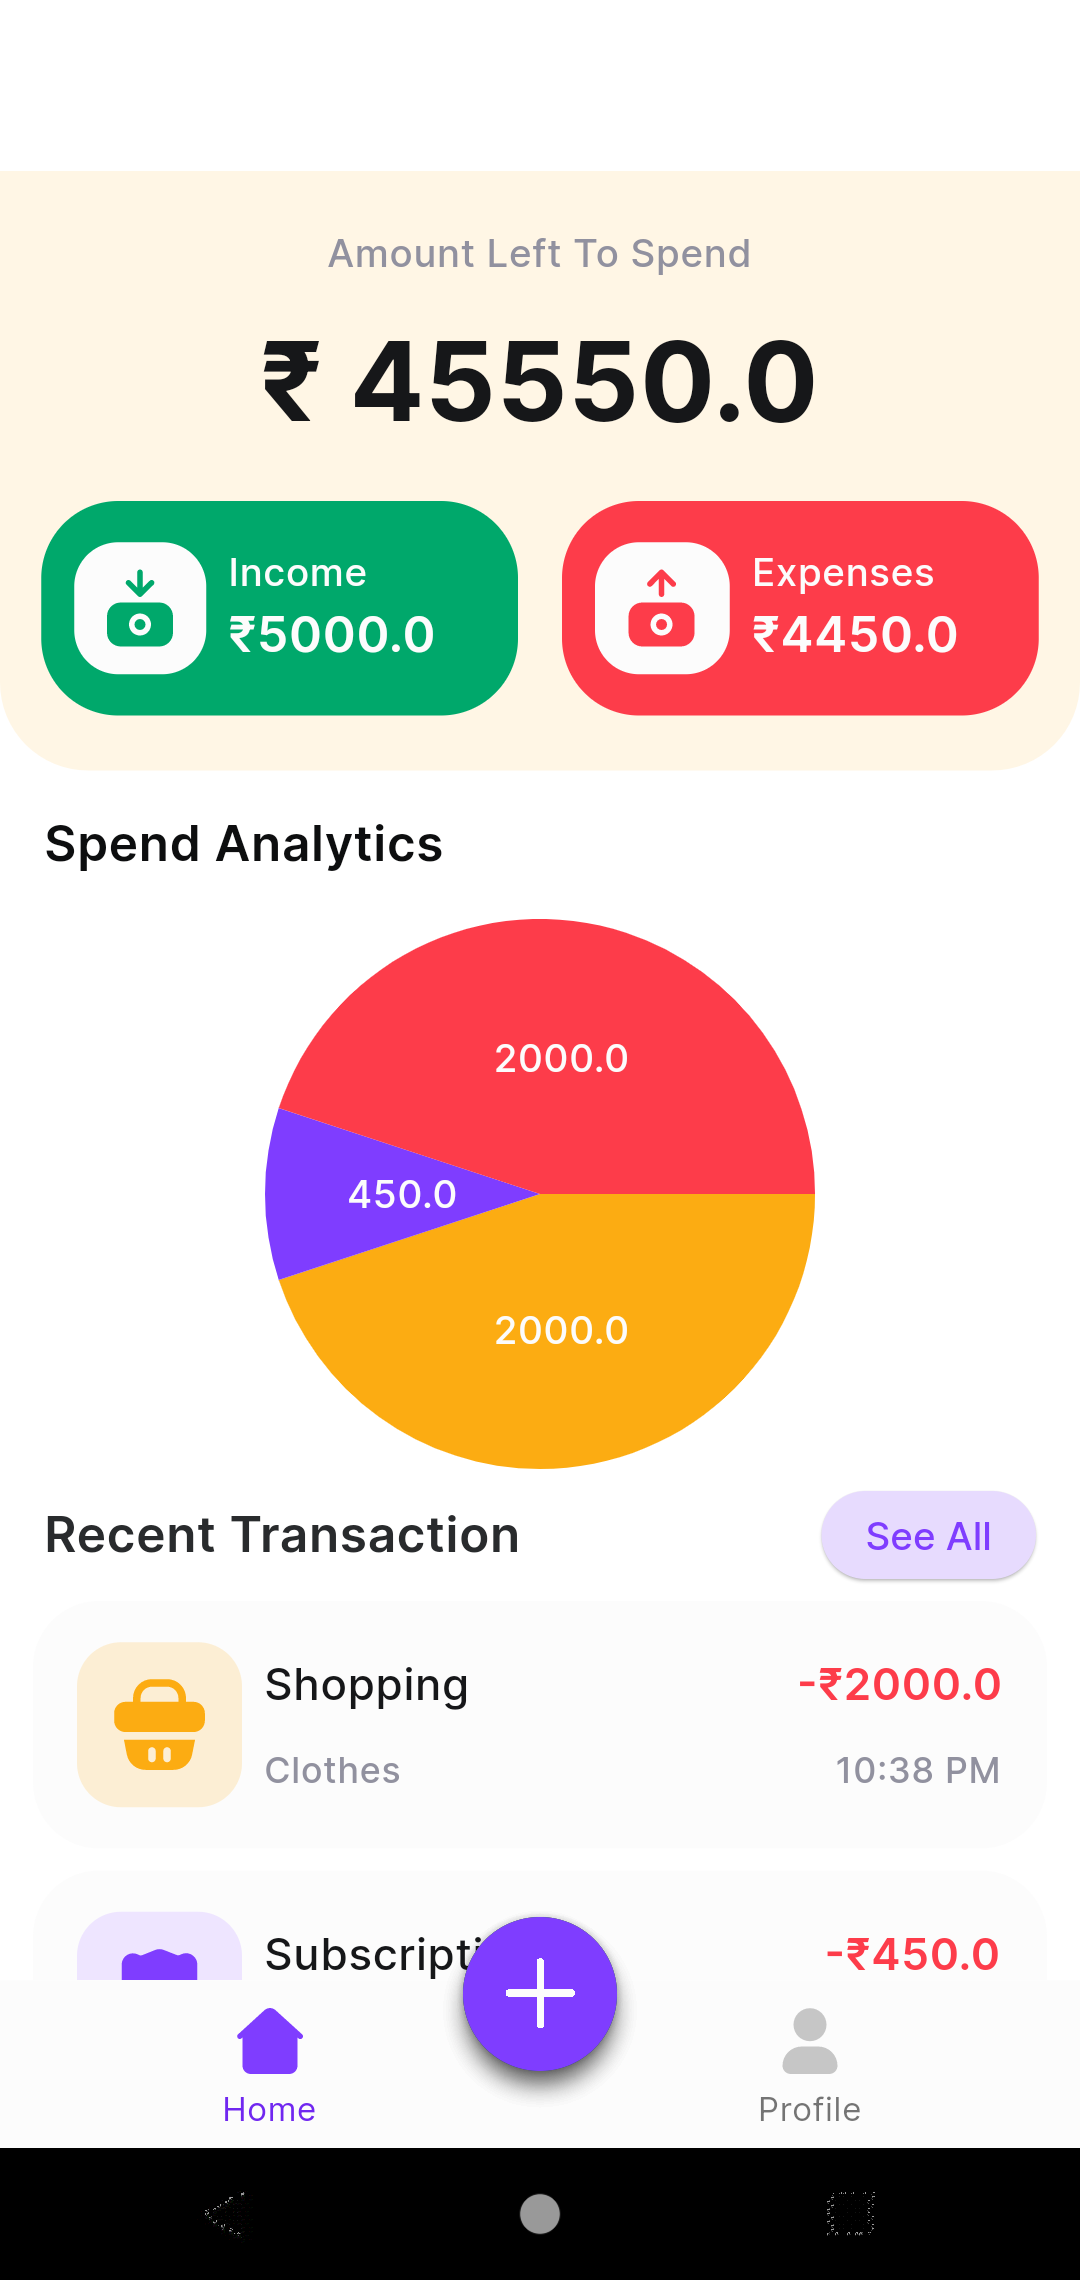 Amount Left To Spend
₹ 45550.0
Income
₹5000.0
Expenses
₹4450.0
Spend Analytics
2000.0
450.0
2000.0
Recent Transaction
See All
Shopping
-₹2000.0
Clothes
10:38 PM
Subscripti
-₹450.0
Home
Profile